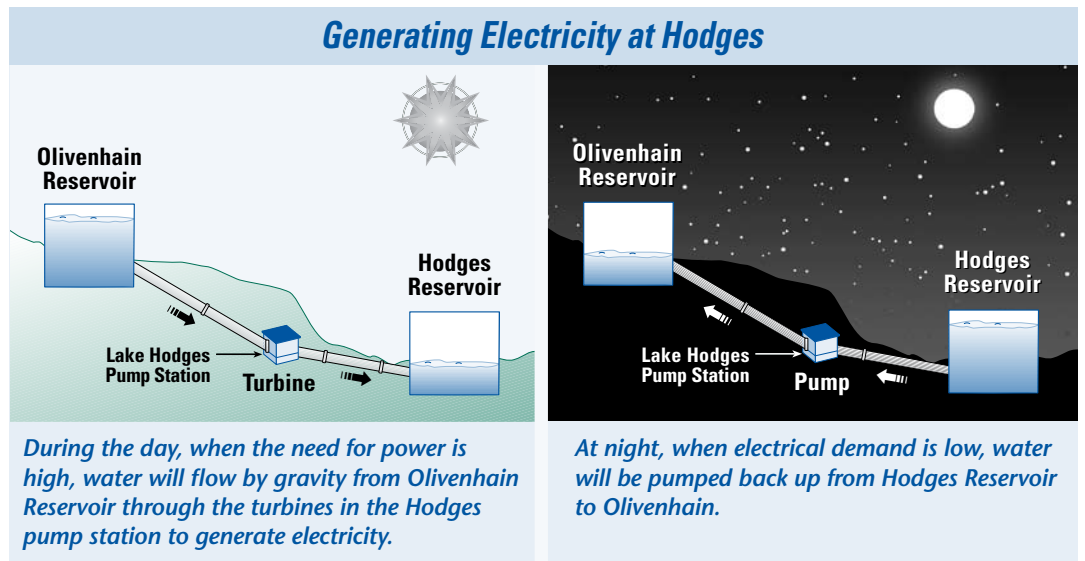 Generating Electricity at Hodges
Olivenhain
Reservoir
Hodges
Reservoir
Lake Hodges
Pump Station
Turbine
During the day, when the need for power is
high, water will flow by gravity from Olivenhain
Reservoir through the turbines in the Hodges
pump station to generate electricity.
Olivenhain
Reservoir
Hodges
Reservoir
Lake Hodges
Pump Station
Pump
At night, when electrical demand is low, water
will be pumped back up from Hodges Reservoir
to Olivenhain.